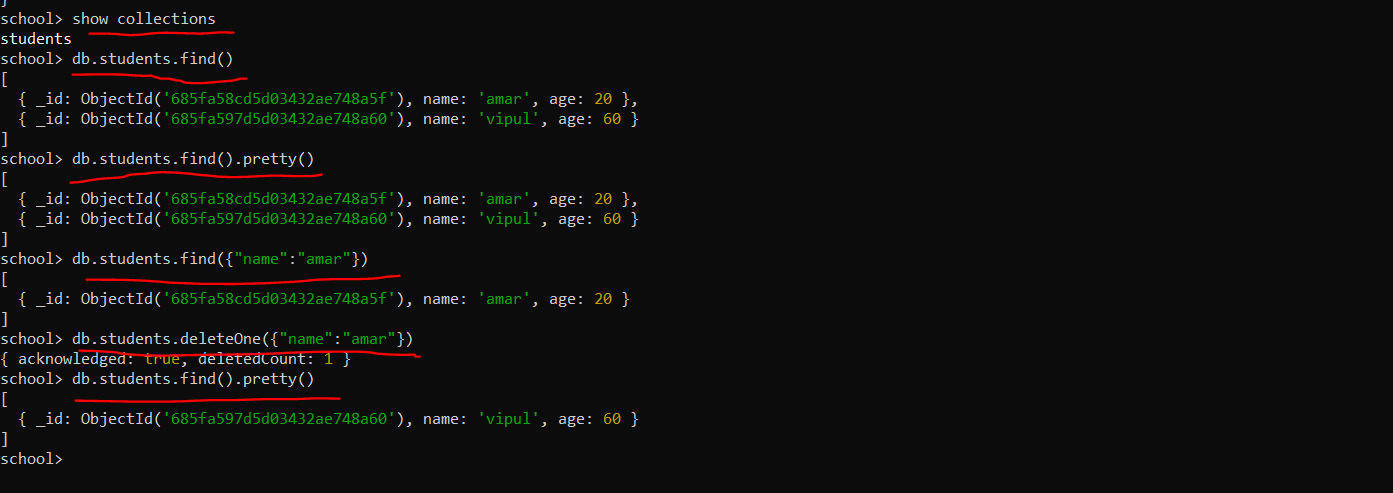 }
school> show collections
students
school> db.students.find()
[
  { _id: ObjectId('685fa58cd5d03432ae748a5f'), name: 'amar', age: 20 },
  { _id: ObjectId('685fa597d5d03432ae748a60'), name: 'vipul', age: 60 }
]
school> db.students.find().pretty()
[
  { _id: ObjectId('685fa58cd5d03432ae748a5f'), name: 'amar', age: 20 },
  { _id: ObjectId('685fa597d5d03432ae748a60'), name: 'vipul', age: 60 }
]
school> db.students.find({"name":"amar"})
[
  { _id: ObjectId('685fa58cd5d03432ae748a5f'), name: 'amar', age: 20 }
]
school> db.students.deleteOne({"name":"amar"})
{ acknowledged: true, deletedCount: 1 }
school> db.students.find().pretty()
[
  { _id: ObjectId('685fa597d5d03432ae748a60'), name: 'vipul', age: 60 }
]
school>